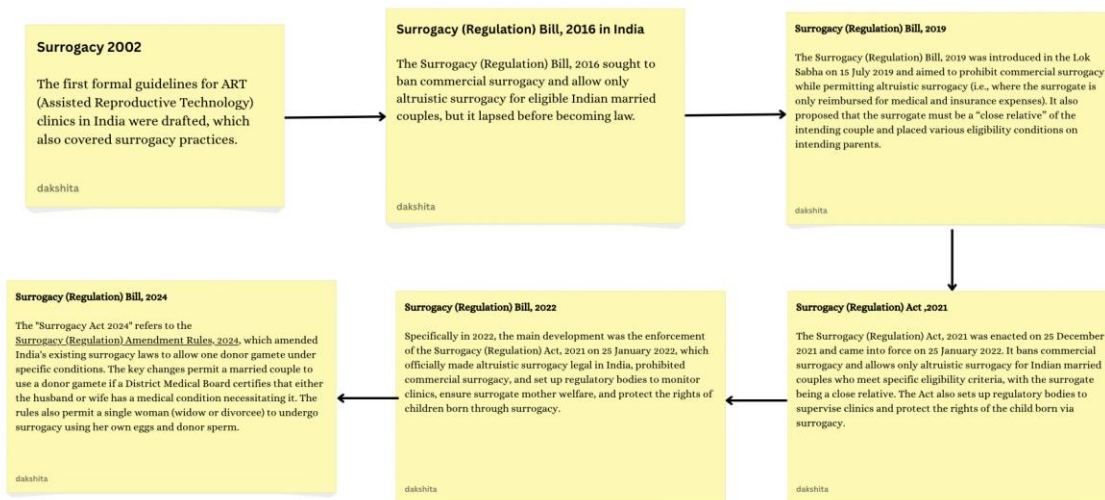 Surrogacy 2002
The first formal guidelines for ART
(Assisted Reproductive Technology)
clinics in India were drafted, which
also covered surrogacy practices.
dakshita
Surrogacy (Regulation) Bill, 2016 in India
The Surrogacy (Regulation) Bill, 2016 sought to
ban commercial surrogacy and allow only
altruistic surrogacy for eligible Indian married
couples, but it lapsed before becoming law.
dakshita
Surrogacy (Regulation) Bill, 2019
The Surrogacy (Regulation) Bill, 2019 was introduced in the Lok
Sabha on 15 July 2019 and aimed to prohibit commercial surrogacy
while permitting altruistic surrogacy (i.e., where the surrogate is
only reimbursed for medical and insurance expenses). It also
proposed that the surrogate must be a "close relative" of the
intending couple and placed various eligibility conditions on
intending parents.
dakshita
Surrogacy (Regulation) Act ,2021
The Surrogacy (Regulation) Act, 2021 was enacted on 25 December
2021 and came into force on 25 January 2022. It bans commercial
surrogacy and allows only altruistic surrogacy for Indian married
couples who meet specific eligibility criteria, with the surrogate
being a close relative. The Act also sets up regulatory bodies to
supervise clinics and protect the rights of the child born via
surrogacy.
dakshita
Surrogacy (Regulation) Bill, 2022
Specifically in 2022, the main development was the enforcement
of the Surrogacy (Regulation) Act, 2021 on 25 January 2022, which
officially made altruistic surrogacy legal in India, prohibited
commercial surrogacy, and set up regulatory bodies to monitor
clinics, ensure surrogate mother welfare, and protect the rights of
children born through surrogacy.
dakshita
Surrogacy (Regulation) Bill, 2024
The "Surrogacy Act 2024" refers to the
Surrogacy (Regulation) Amendment Rules, 2024, which amended
India's existing surrogacy laws to allow one donor gamete under
specific conditions. The key changes permit a married couple to
use a donor gamete if a District Medical Board certifies that either
the husband or wife has a medical condition necessitating it. The
rules also permit a single woman (widow or divorcee) to undergo
surrogacy using her own eggs and donor sperm.
dakshita